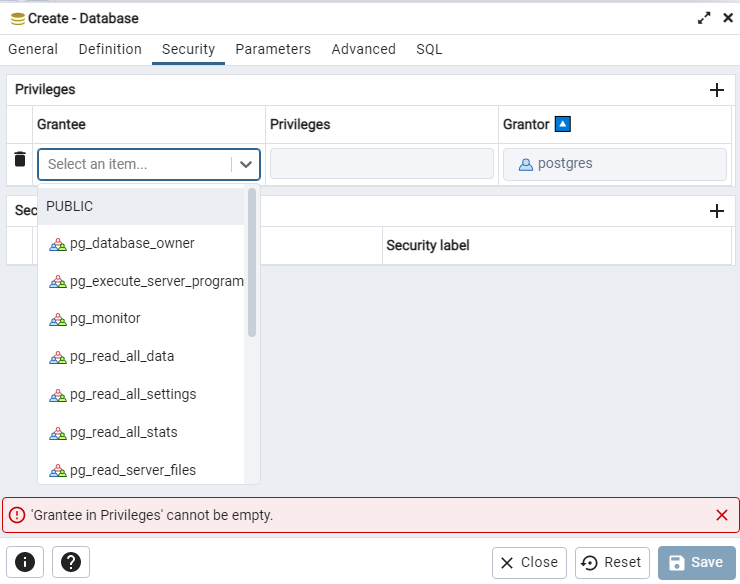 Create - Database
General Definition Security Parameters Advanced SQL
Privileges
Grantee Privileges Grantor
Select an item... postgres
PUBLIC
Sec
Security label
pg_database_owner
pg_execute_server_program
pg_monitor
pg_read_all_data
pg_read_all_settings
pg_read_all_stats
pg_read_server_files
'Grantee in Privileges' cannot be empty.
Close Reset Save